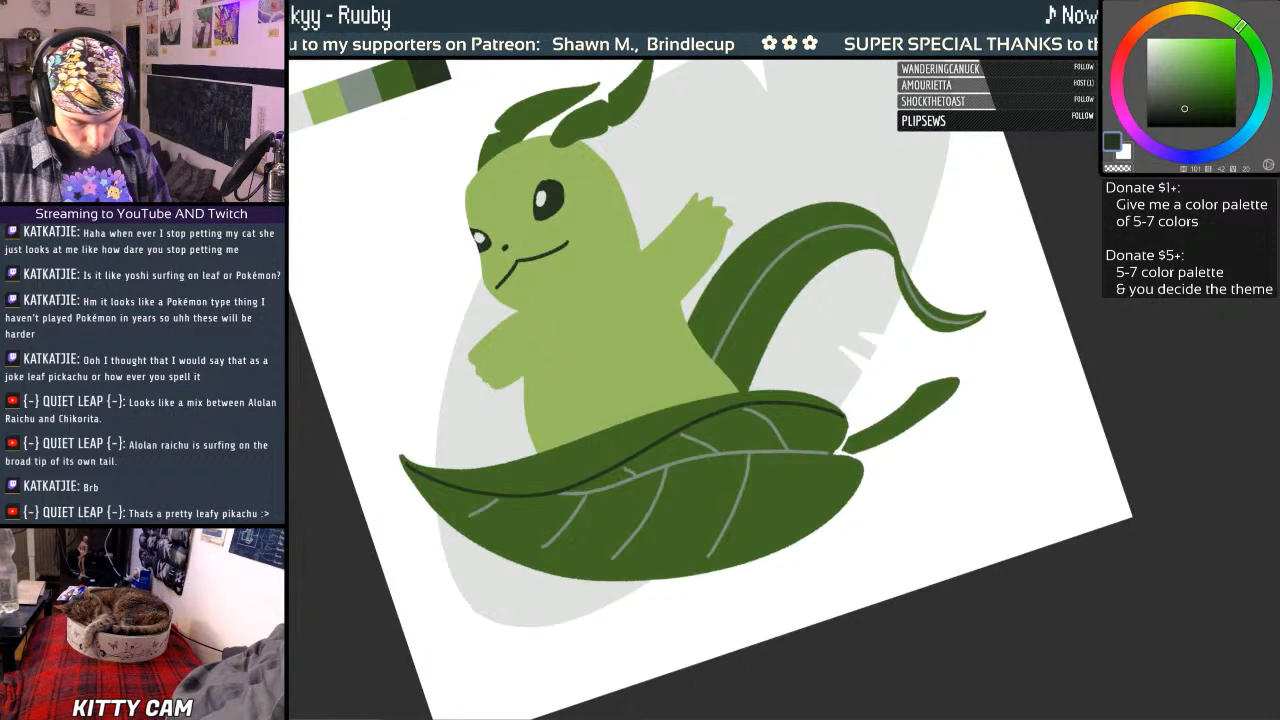 kyy - Ruuby
♪ Now
u to my supporters on Patreon: Shawn M., Brindlecup ✿ ✿ ✿ SUPER SPECIAL THANKS to th
WANDERINGCANUCK FOLLOW
AMOURIETTA HOST(1)
SHOCKTHETOAST FOLLOW
PLIPSEWS FOLLOW
Donate $1+:
Give me a color palette
of 5-7 colors
Donate $5+:
5-7 color palette
& you decide the theme
Streaming to YouTube AND Twitch
KATKATJIE: Haha when ever I stop petting my cat she
just looks at me like how dare you stop petting me
KATKATJIE: Is it like yoshi surfing on leaf or Pokémon?
KATKATJIE: Hm it looks like a Pokémon type thing I
haven't played Pokémon in years so uhh these will be
harder
KATKATJIE: Ooh I thought that I would say that as a
joke leaf pickachu or how ever you spell it
{~} QUIET LEAP {~}: Looks like a mix between Alolan
Raichu and Chikorita.
{~} QUIET LEAP {~}: Alolan raichu is surfing on the
broad tip of its own tail.
KATKATJIE: Brb
{~} QUIET LEAP {~}: Thats a pretty leafy pikachu :>
KITTY CAM